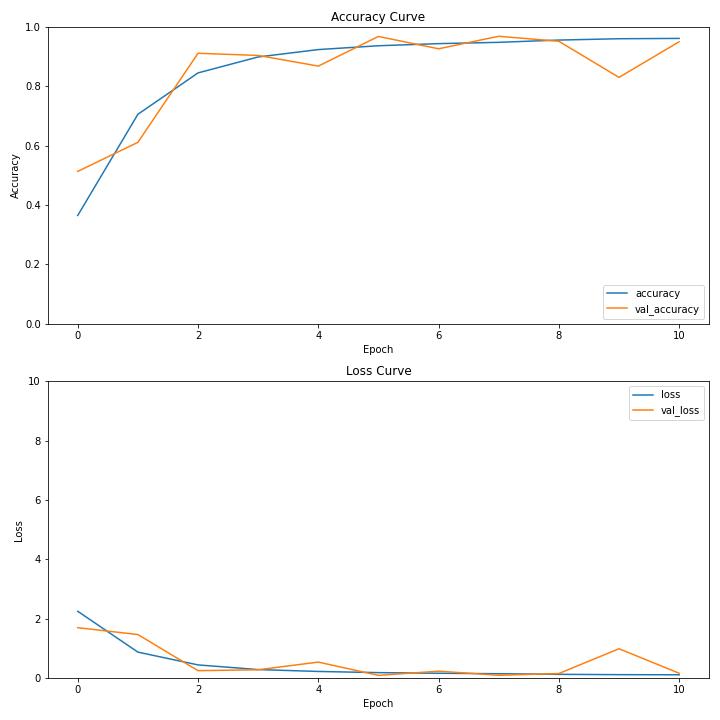 Accuracy Curve
1.0
0.8
0.6
0.4
0.2
0.0
Accuracy
accuracy
val_accuracy
0 2 4 6 8 10
Epoch
Loss Curve
10
8
6
4
2
0
Loss
loss
val_loss
0 2 4 6 8 10
Epoch